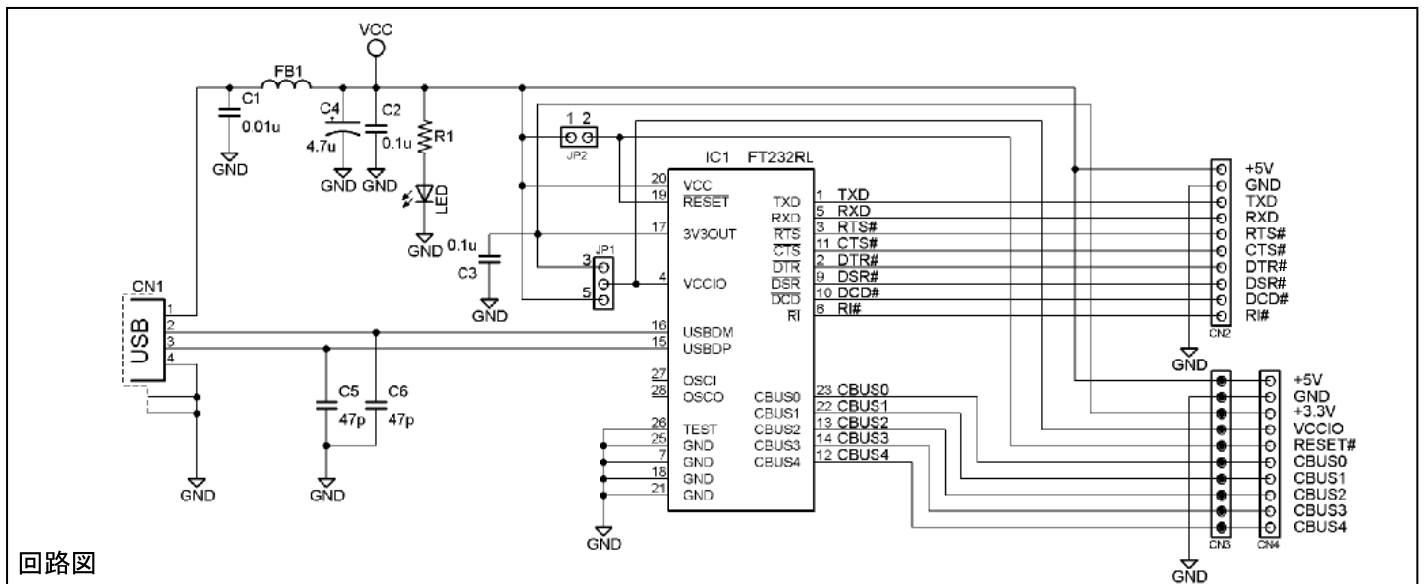 VCC
FB1
C1
0.01u
GND
C4
4.7u
GND
C2
0.1u
GND
R1
LED
GND
1 2
JP2
0.1u
C3
GND
JP1
3
5
CN1
USB
1
2
3
4
GND
C5
47p
C6
47p
GND
IC1 FT232RL
20 VCC
19 RESET
17 3V3OUT
4 VCCIO
16 USBDM
15 USBDP
27 OSCI
28 OSCO
26 TEST
25 GND
7 GND
18 GND
21 GND
GND
TXD 1 TXD
RXD 5 RXD
RTS 3 RTS#
CTS 11 CTS#
DTR 2 DTR#
DSR 9 DSR#
DCD 10 DCD#
RI 6 RI#
CBUS0 23 CBUS0
CBUS1 22 CBUS1
CBUS2 13 CBUS2
CBUS3 14 CBUS3
CBUS4 12 CBUS4
+5V
GND
TXD
RXD
RTS#
CTS#
DTR#
DSR#
DCD#
RI#
CN2
GND
+5V
GND
+3.3V
VCCIO
RESET#
CBUS0
CBUS1
CBUS2
CBUS3
CBUS4
CN3
CN4
GND
回路図